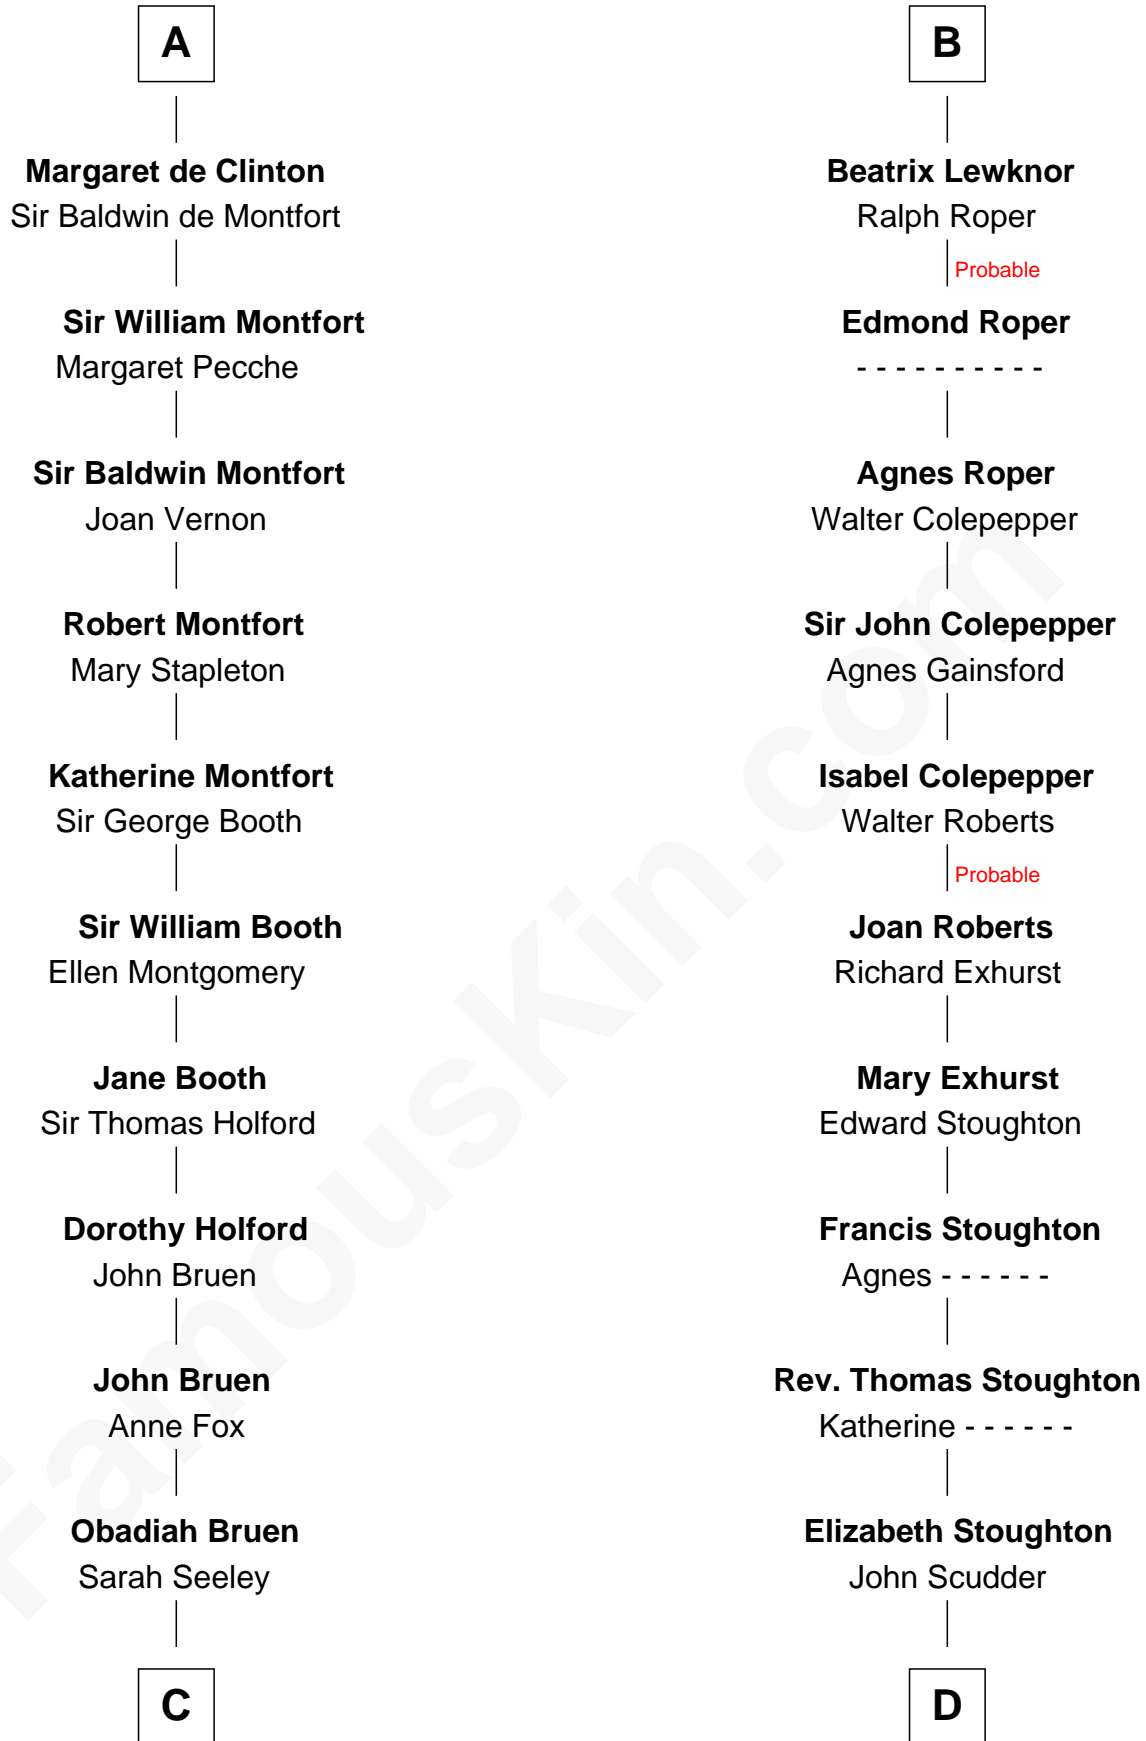 A
Margaret de Clinton
Sir Baldwin de Montfort
Sir William Montfort
Margaret Pecche
Sir Baldwin Montfort
Joan Vernon
Robert Montfort
Mary Stapleton
Katherine Montfort
Sir George Booth
Sir William Booth
Ellen Montgomery
Jane Booth
Sir Thomas Holford
Dorothy Holford
John Bruen
John Bruen
Anne Fox
Obadiah Bruen
Sarah Seeley
C
B
Beatrix Lewknor
Ralph Roper
Probable
Edmond Roper
- - - - - - - - - -
Agnes Roper
Walter Colepepper
Sir John Colepepper
Agnes Gainsford
Isabel Colepepper
Walter Roberts
Probable
Joan Roberts
Richard Exhurst
Mary Exhurst
Edward Stoughton
Francis Stoughton
Agnes - - - - - -
Rev. Thomas Stoughton
Katherine - - - - - -
Elizabeth Stoughton
John Scudder
D
FamousKin.com